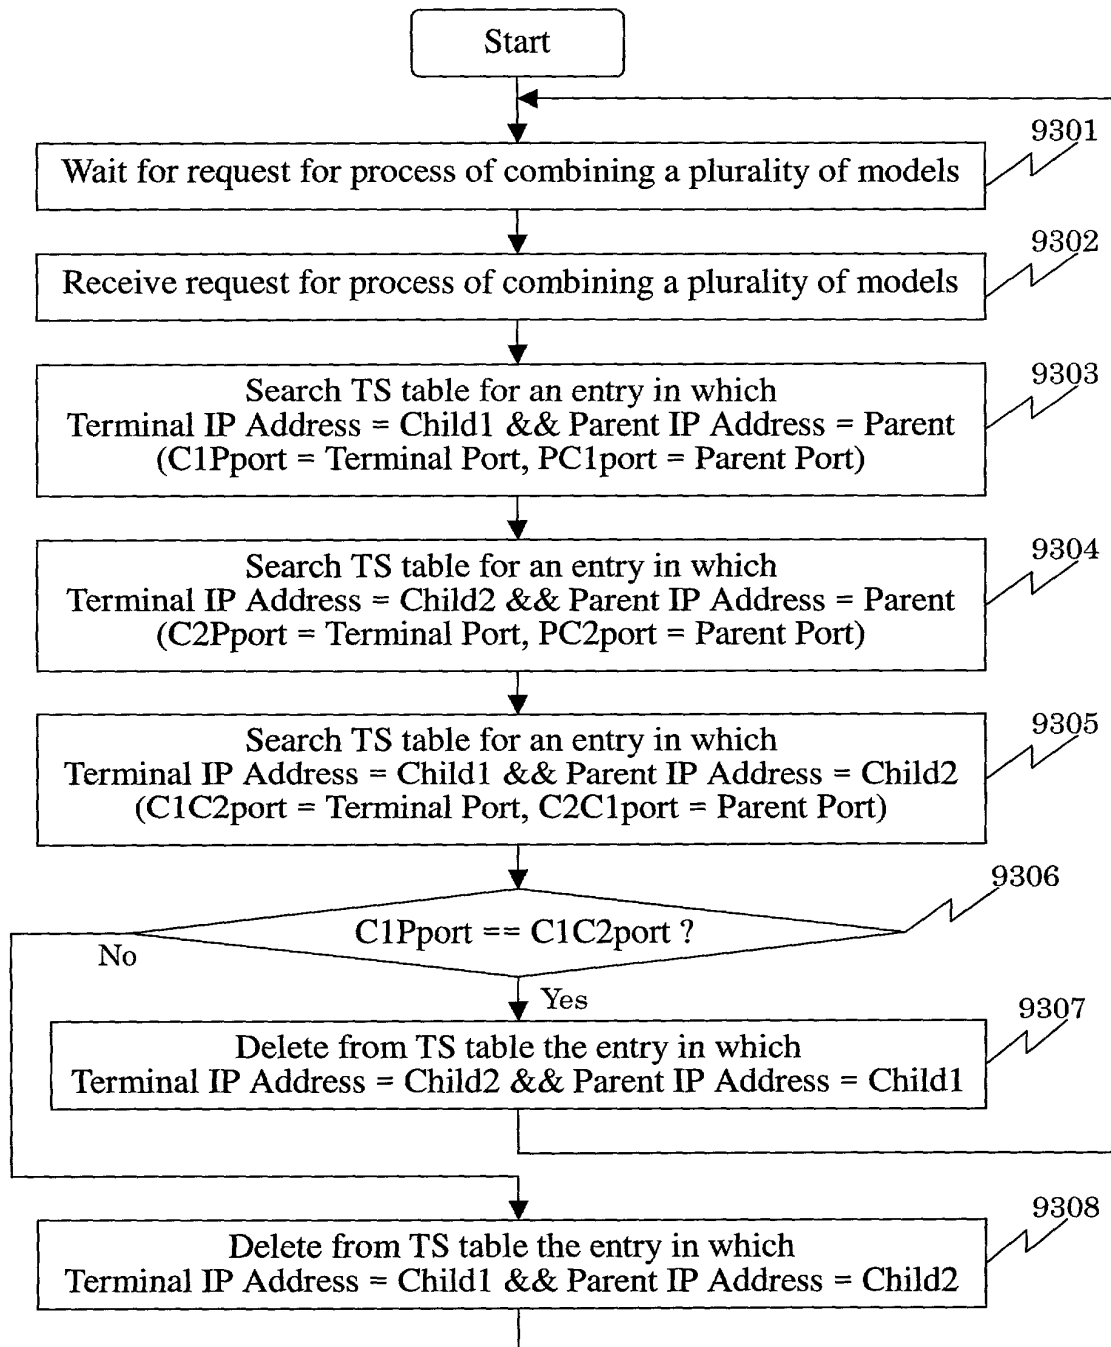 Start
9301
Wait for request for process of combining a plurality of models
9302
Receive request for process of combining a plurality of models
9303
Search TS table for an entry in which
Terminal IP Address = Child1 && Parent IP Address = Parent
(C1Pport = Terminal Port, PC1port = Parent Port)
9304
Search TS table for an entry in which
Terminal IP Address = Child2 && Parent IP Address = Parent
(C2Pport = Terminal Port, PC2port = Parent Port)
9305
Search TS table for an entry in which
Terminal IP Address = Child1 && Parent IP Address = Child2
(C1C2port = Terminal Port, C2C1port = Parent Port)
9306
C1Pport == C1C2port ?
No
Yes
9307
Delete from TS table the entry in which
Terminal IP Address = Child2 && Parent IP Address = Child1
9308
Delete from TS table the entry in which
Terminal IP Address = Child1 && Parent IP Address = Child2